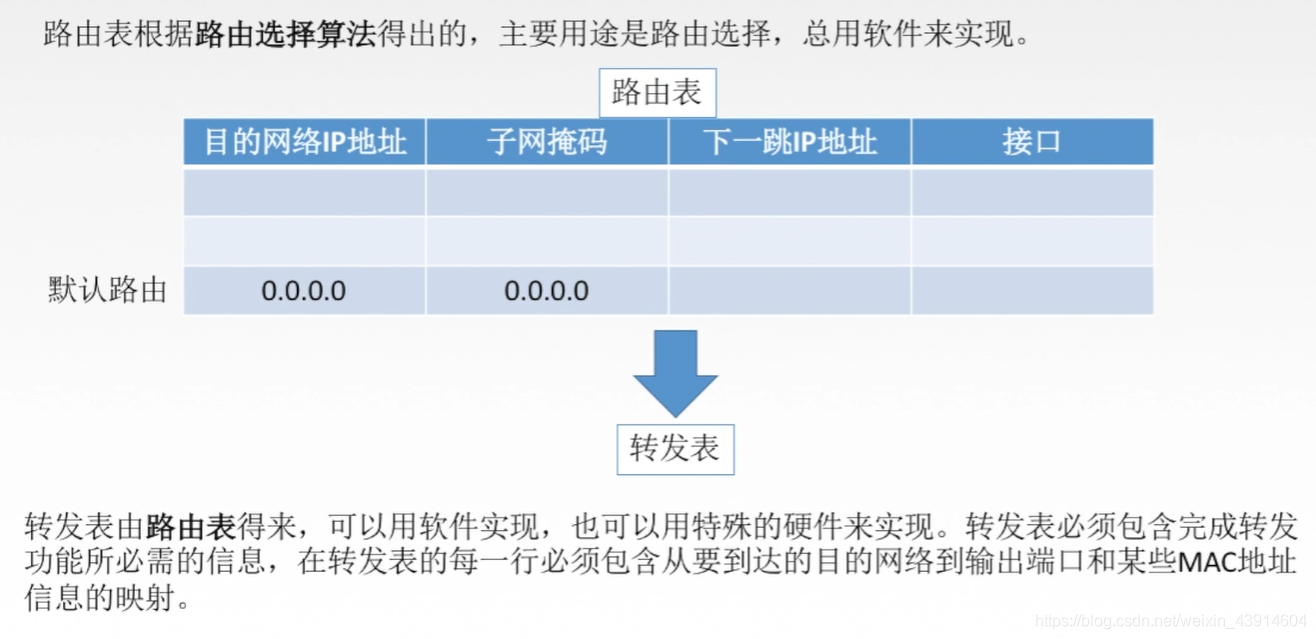 路由表根据路由选择算法得出的，主要用途是路由选择，总用软件来实现。
路由表
目的网络IP地址 子网掩码 下一跳IP地址 接口
默认路由 0.0.0.0 0.0.0.0
转发表
转发表由路由表得来，可以用软件实现，也可以用特殊的硬件来实现。转发表必须包含完成转发
功能所必需的信息，在转发表的每一行必须包含从要到达的目的网络到输出端口和某些MAC地址
信息的映射。
https://blog.csdn.net/weixin_43914604